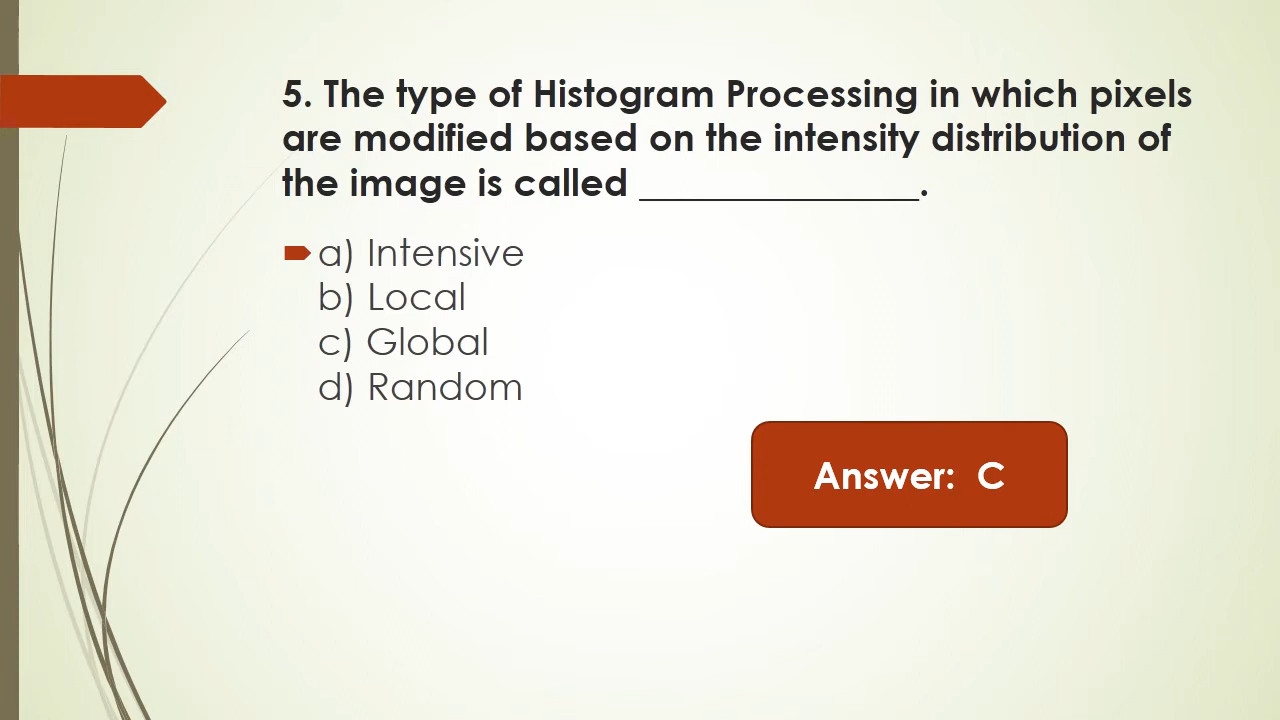 5. The type of Histogram Processing in which pixels
are modified based on the intensity distribution of
the image is called _______________.
a) Intensive
b) Local
c) Global
d) Random
Answer:  C